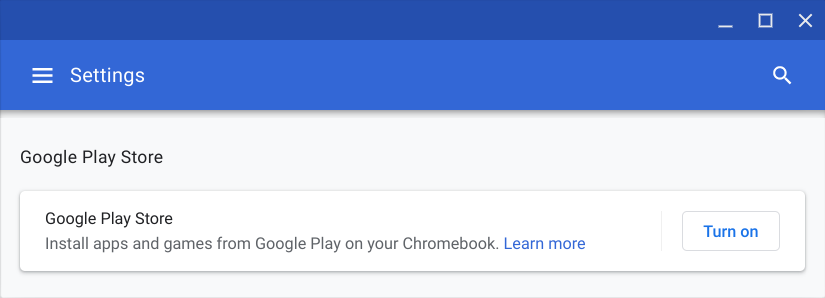 Settings
Google Play Store
Google Play Store
Install apps and games from Google Play on your Chromebook. Learn more
Turn on